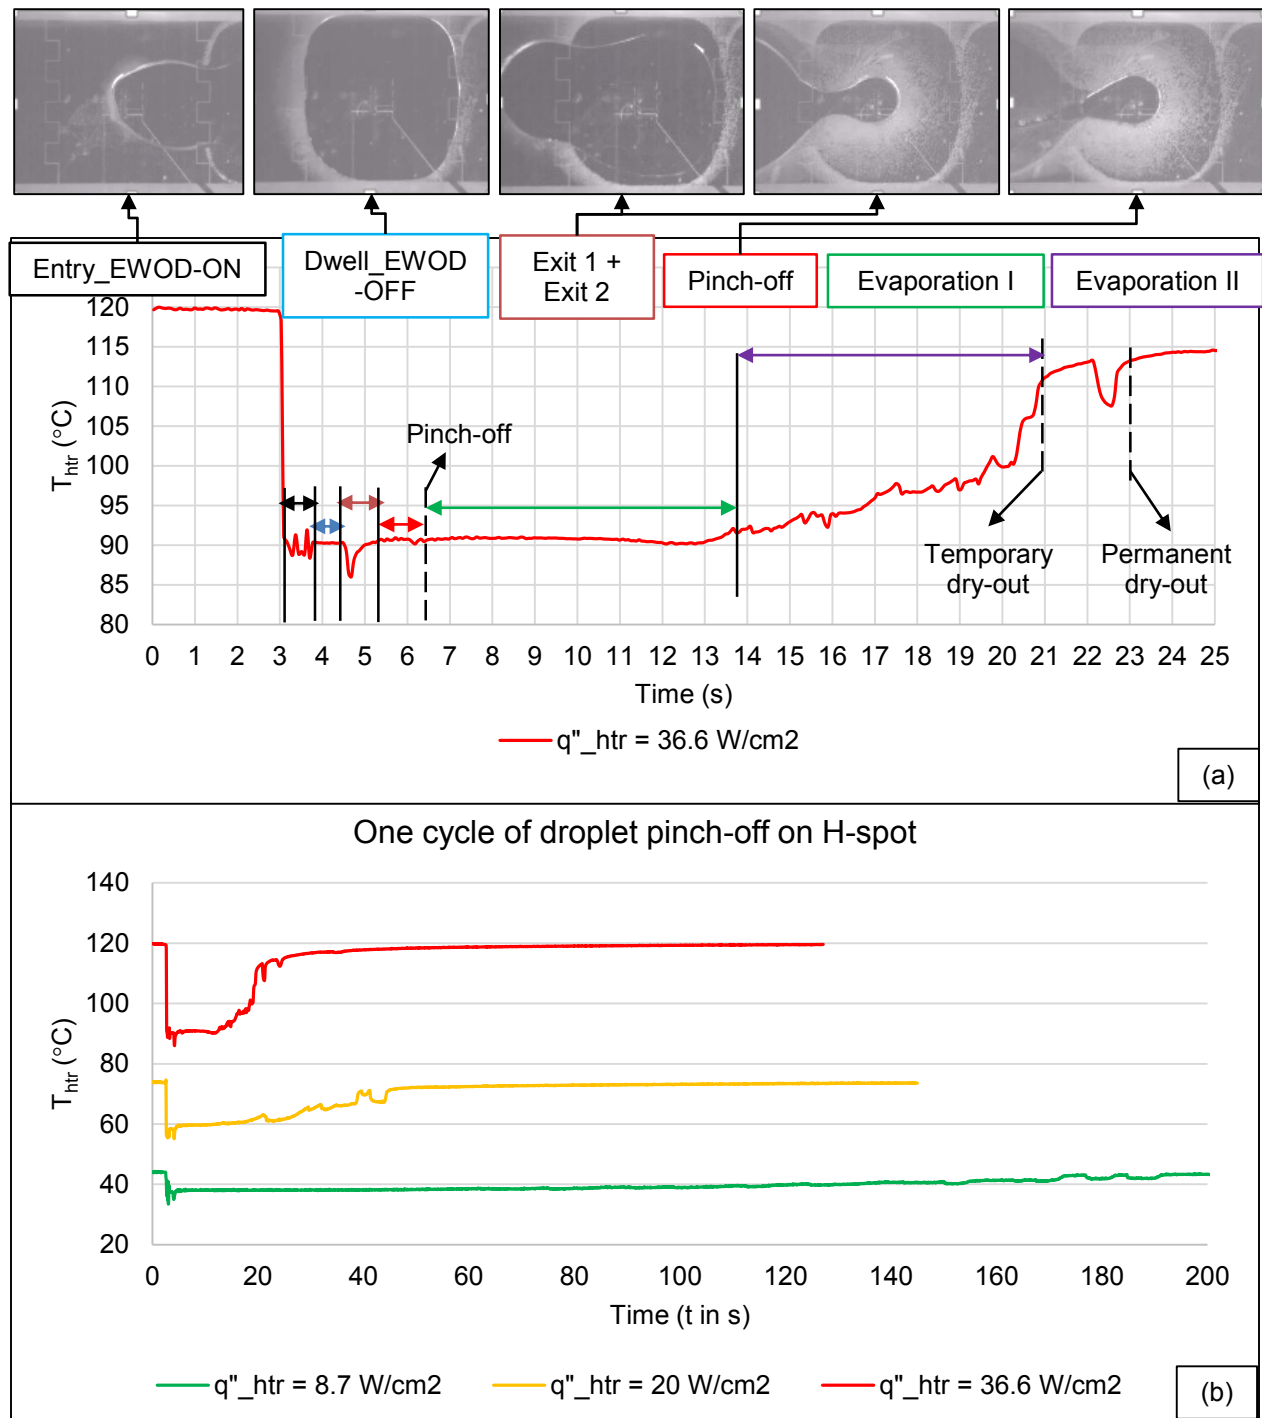 Entry_EWOD-ON
Dwell_EWOD
-OFF
Exit 1 +
Exit 2
Pinch-off
Evaporation I
Evaporation II
120
115
110
105
100
95
90
85
80
T_htr (°C)
Pinch-off
Temporary
dry-out
Permanent
dry-out
0 1 2 3 4 5 6 7 8 9 10 11 12 13 14 15 16 17 18 19 20 21 22 23 24 25
Time (s)
q"_htr = 36.6 W/cm2
(a)
One cycle of droplet pinch-off on H-spot
140
120
100
80
60
40
20
T_htr (°C)
0 20 40 60 80 100 120 140 160 180 200
Time (t in s)
q"_htr = 8.7 W/cm2 q"_htr = 20 W/cm2 q"_htr = 36.6 W/cm2
(b)